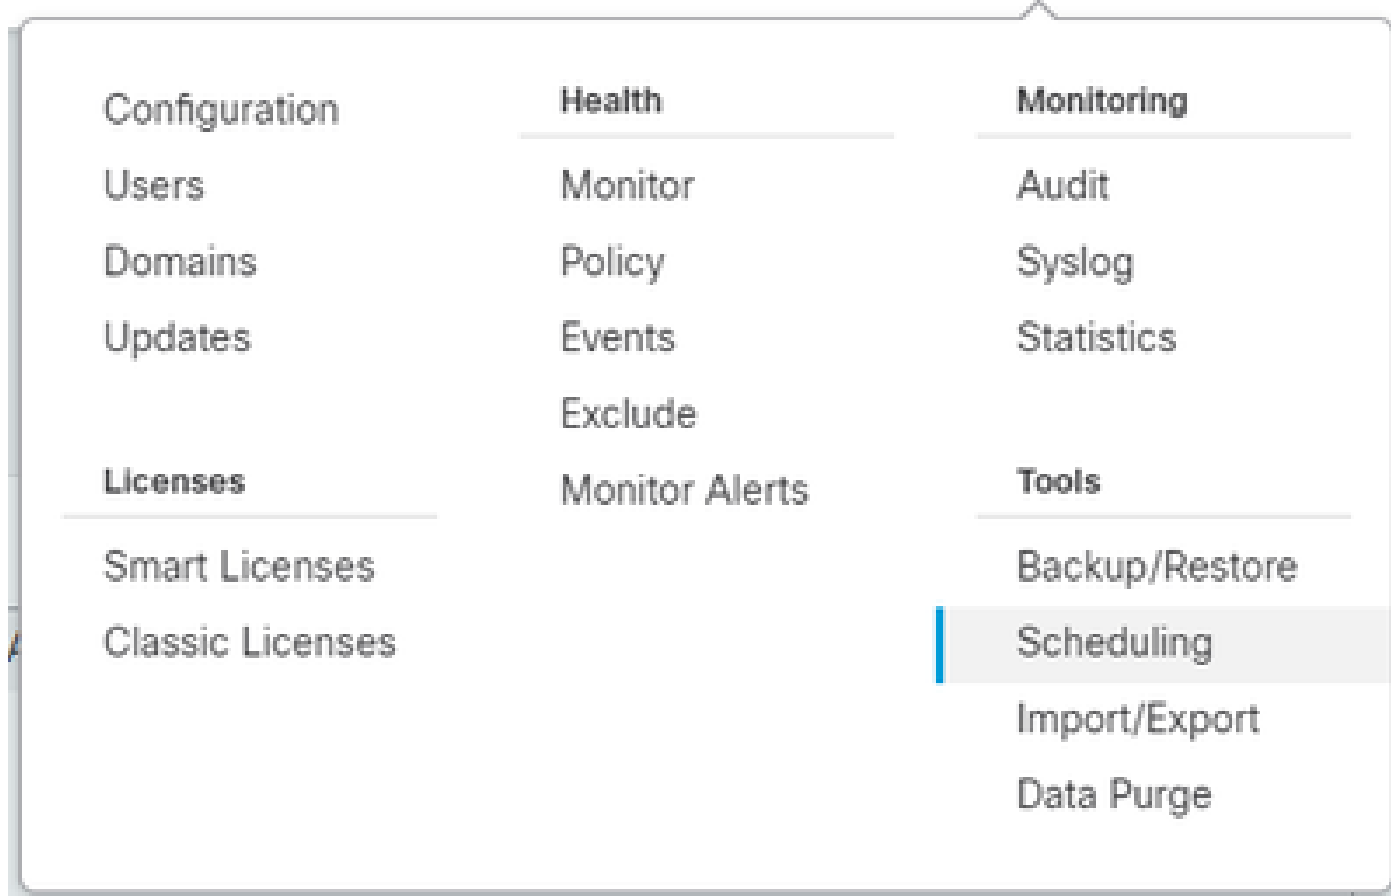 Configuration
Users
Domains
Updates
Licenses
Smart Licenses
Classic Licenses
Health
Monitor
Policy
Events
Exclude
Monitor Alerts
Monitoring
Audit
Syslog
Statistics
Tools
Backup/Restore
Scheduling
Import/Export
Data Purge